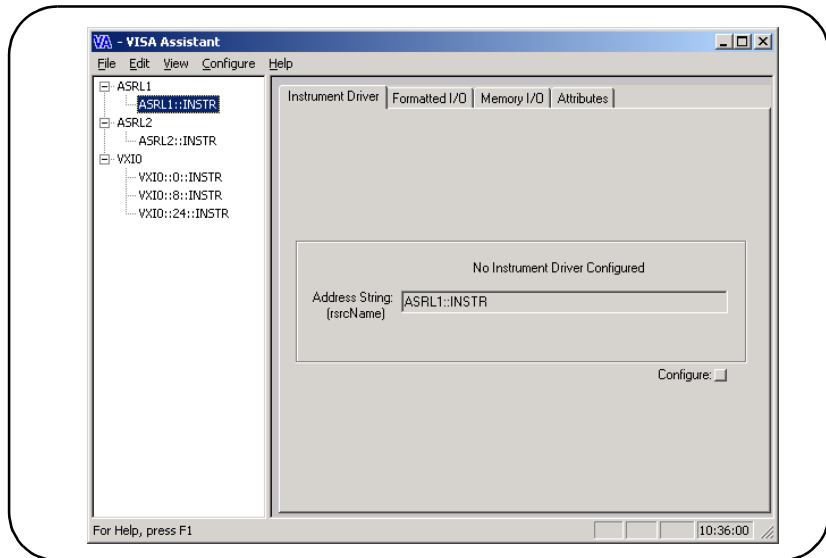 VA - VISA Assistant
File Edit View Configure Help
ASRL1
ASRL1::INSTR
ASRL2
ASRL2::INSTR
VXI0
VXI0::0::INSTR
VXI0::8::INSTR
VXI0::24::INSTR
Instrument Driver Formatted I/O Memory I/O Attributes
No Instrument Driver Configured
Address String: ASRL1::INSTR
(rsrcName)
Configure:
For Help, press F1 10:36:00